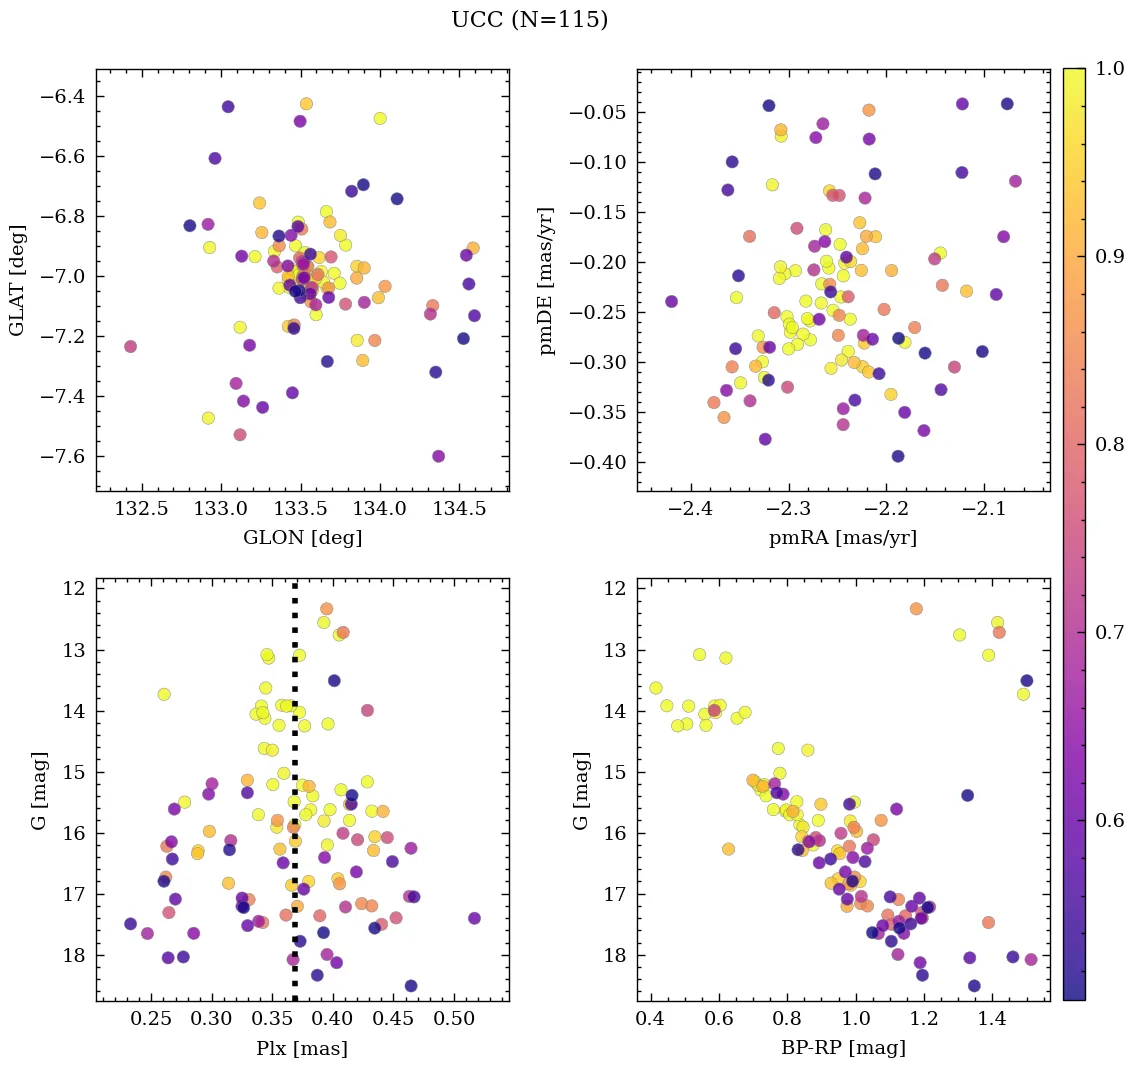 UCC (N=115)
−6.4
−6.6
−6.8
−7.0
−7.2
−7.4
−7.6
GLAT [deg]
132.5 133.0 133.5 134.0 134.5
GLON [deg]
−0.05
−0.10
−0.15
−0.20
−0.25
−0.30
−0.35
−0.40
pmDE [mas/yr]
−2.4 −2.3 −2.2 −2.1
pmRA [mas/yr]
12
13
14
15
16
17
18
G [mag]
0.25 0.30 0.35 0.40 0.45 0.50
Plx [mas]
12
13
14
15
16
17
18
G [mag]
0.4 0.6 0.8 1.0 1.2 1.4
BP-RP [mag]
1.0
0.9
0.8
0.7
0.6